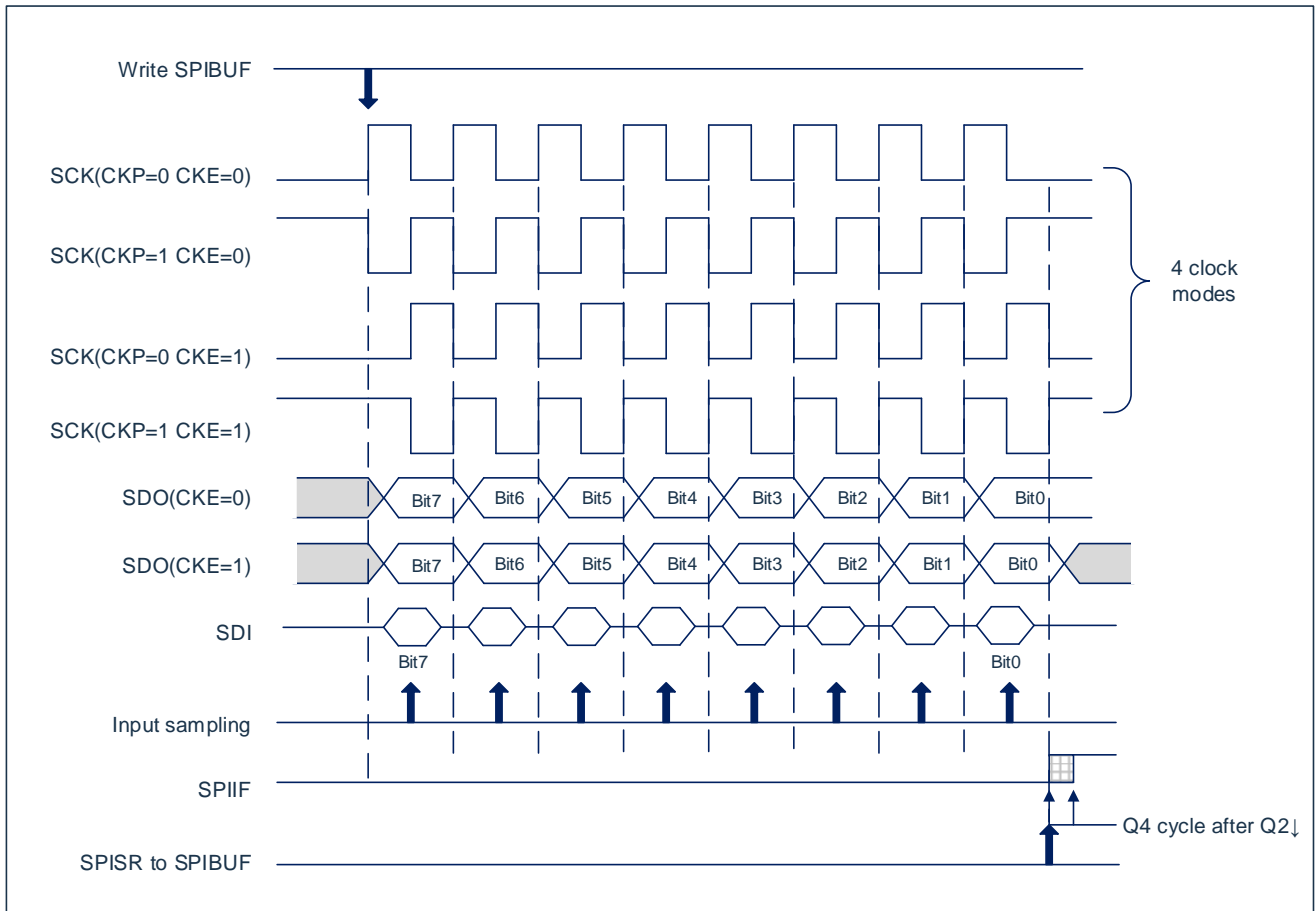 Write SPIBUF
SCK(CKP=0 CKE=0)
SCK(CKP=1 CKE=0)
4 clock
modes
SCK(CKP=0 CKE=1)
SCK(CKP=1 CKE=1)
SDO(CKE=0)
Bit7 Bit6 Bit5 Bit4 Bit3 Bit2 Bit1 Bit0
SDO(CKE=1)
Bit7 Bit6 Bit5 Bit4 Bit3 Bit2 Bit1 Bit0
SDI
Bit7 Bit0
Input sampling
SPIIF
Q4 cycle after Q2↓
SPISR to SPIBUF